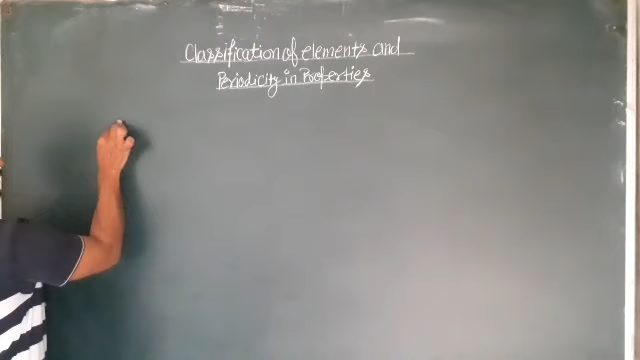 Classification of elements and
Periodicity in Properties